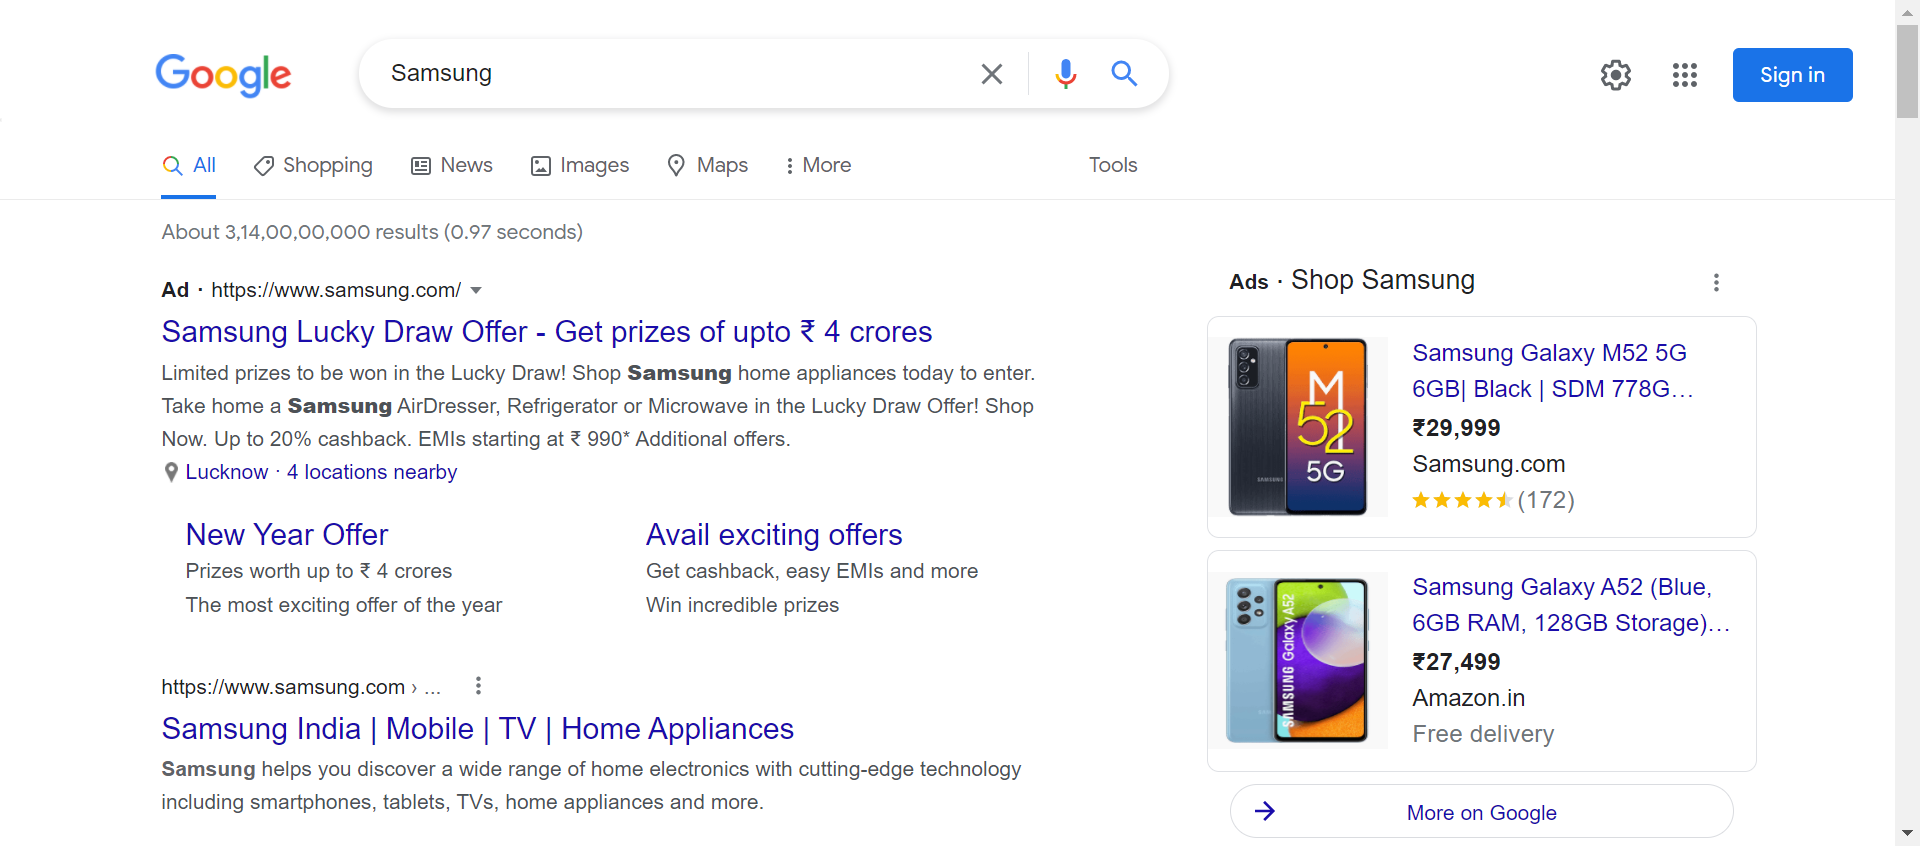 Google
Samsung
Sign in
All
Shopping
News
Images
Maps
More
Tools
About 3,14,00,00,000 results (0.97 seconds)
Ad · https://www.samsung.com/
Samsung Lucky Draw Offer - Get prizes of upto ₹ 4 crores
Limited prizes to be won in the Lucky Draw! Shop Samsung home appliances today to enter.
Take home a Samsung AirDresser, Refrigerator or Microwave in the Lucky Draw Offer! Shop
Now. Up to 20% cashback. EMIs starting at ₹ 990* Additional offers.
Lucknow · 4 locations nearby
New Year Offer
Prizes worth up to ₹ 4 crores
The most exciting offer of the year
Avail exciting offers
Get cashback, easy EMIs and more
Win incredible prizes
https://www.samsung.com › ...
Samsung India | Mobile | TV | Home Appliances
Samsung helps you discover a wide range of home electronics with cutting-edge technology
including smartphones, tablets, TVs, home appliances and more.
Ads · Shop Samsung
SAMSUNG
M
52
5G
Samsung Galaxy M52 5G
6GB| Black | SDM 778G...
₹29,999
Samsung.com
(172)
SAMSUNG Galaxy A52
Samsung Galaxy A52 (Blue,
6GB RAM, 128GB Storage)...
₹27,499
Amazon.in
Free delivery
More on Google